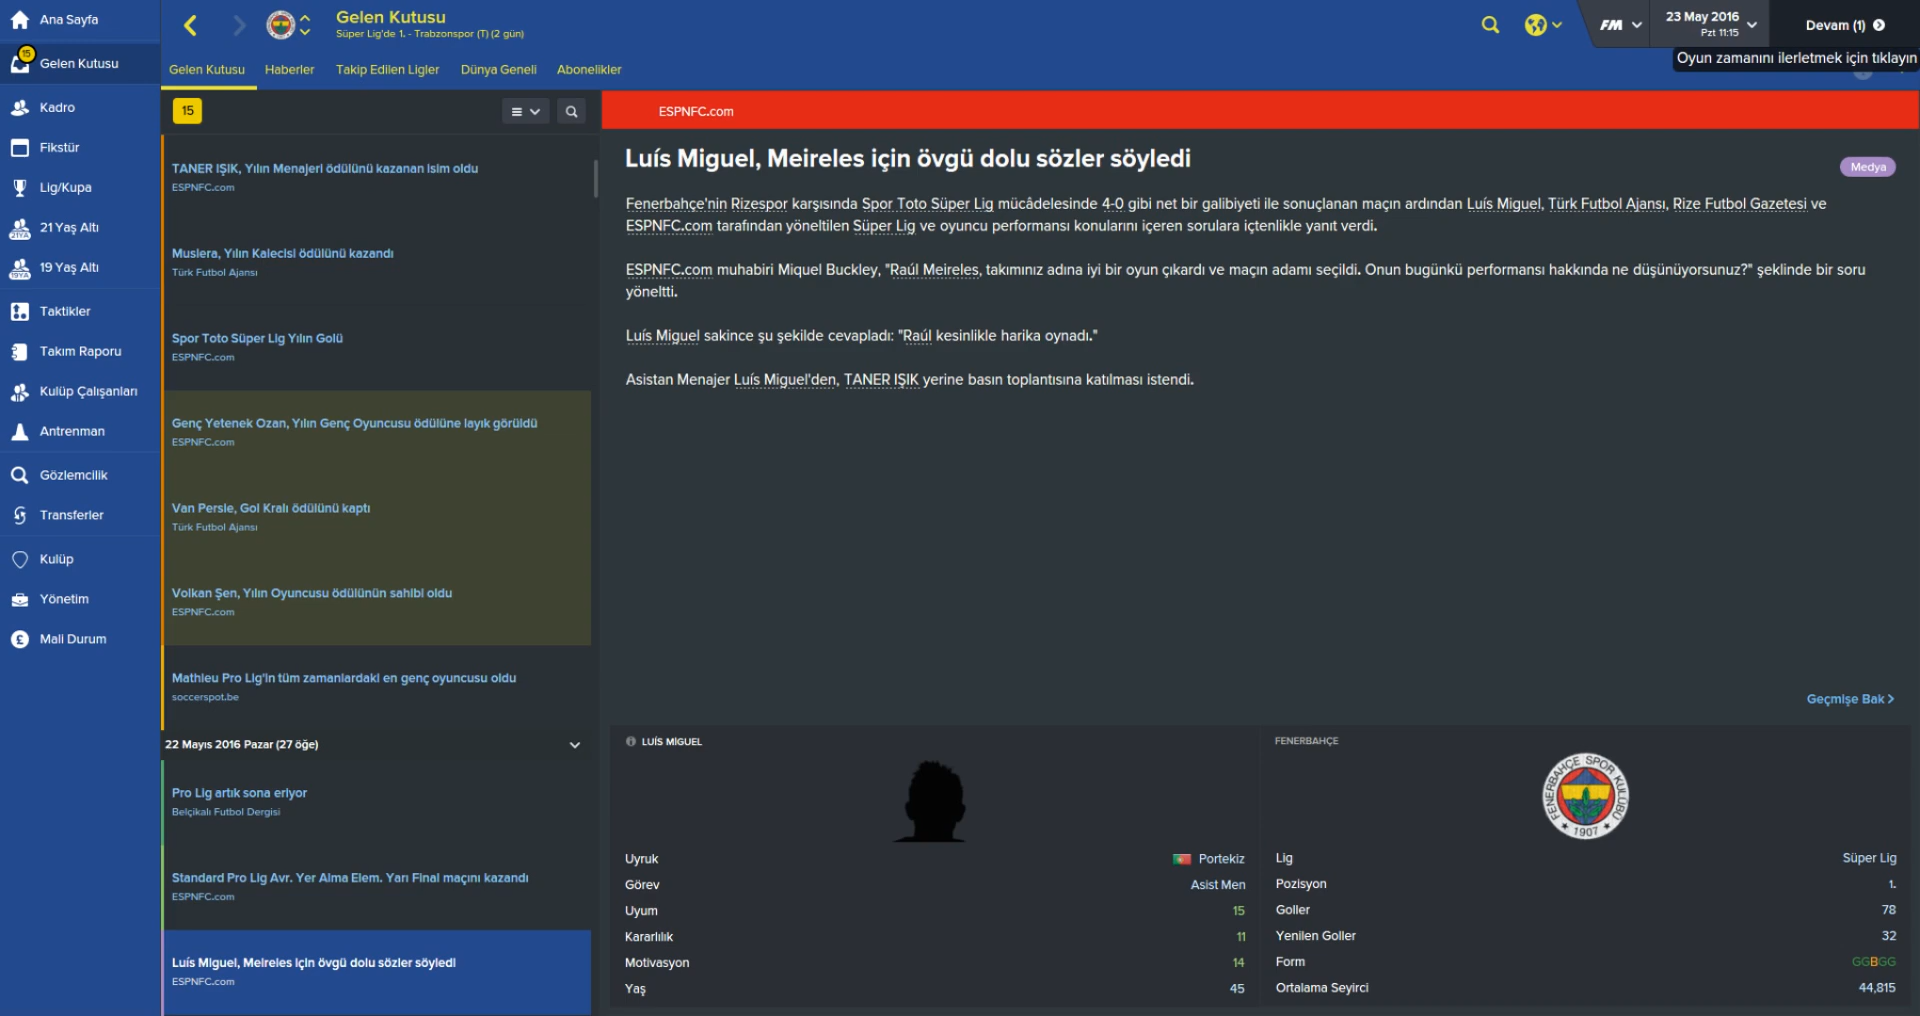 Ana Sayfa
15
Gelen Kutusu
Kadro
Fikstür
Lig/Kupa
21YA
21 Yaş Altı
19YA
19 Yaş Altı
Taktikler
Takım Raporu
Kulüp Çalışanları
Antrenman
Gözlemcilik
Transferler
Kulüp
Yönetim
£
Mali Durum
Gelen Kutusu
Süper Lig'de 1. - Trabzonspor (T) (2 gün)
FM
23 May 2016
Pzt 11:15
Devam (1)
Oyun zamanını ilerletmek için tıklayın
Gelen Kutusu
Haberler
Takip Edilen Ligler
Dünya Geneli
Abonelikler
15
TANER IŞIK, Yılın Menajeri ödülünü kazanan isim oldu
ESPNFC.com
Muslera, Yılın Kalecisi ödülünü kazandı
Türk Futbol Ajansı
Spor Toto Süper Lig Yılın Golü
ESPNFC.com
Genç Yetenek Ozan, Yılın Genç Oyuncusu ödülüne layık görüldü
ESPNFC.com
Van Persie, Gol Kralı ödülünü kaptı
Türk Futbol Ajansı
Volkan Şen, Yılın Oyuncusu ödülünün sahibi oldu
ESPNFC.com
Mathieu Pro Lig'in tüm zamanlardaki en genç oyuncusu oldu
soccerspot.be
22 Mayıs 2016 Pazar (27 öğe)
Pro Lig artık sona eriyor
Belçikalı Futbol Dergisi
Standard Pro Lig Avr. Yer Alma Elem. Yarı Final maçını kazandı
ESPNFC.com
Luís Miguel, Meireles için övgü dolu sözler söyledi
ESPNFC.com
ESPNFC.com
Luís Miguel, Meireles için övgü dolu sözler söyledi
Medya
Fenerbahçe'nin Rizespor karşısında Spor Toto Süper Lig mücâdelesinde 4-0 gibi net bir galibiyeti ile sonuçlanan maçın ardından Luís Miguel, Türk Futbol Ajansı, Rize Futbol Gazetesi ve
ESPNFC.com tarafından yöneltilen Süper Lig ve oyuncu performansı konularını içeren sorulara içtenlikle yanıt verdi.
ESPNFC.com muhabiri Miquel Buckley, "Raúl Meireles, takımınız adına iyi bir oyun çıkardı ve maçın adamı seçildi. Onun bugünkü performansı hakkında ne düşünüyorsunuz?" şeklinde bir soru
yöneltti.
Luís Miguel sakince şu şekilde cevapladı: "Raúl kesinlikle harika oynadı."
Asistan Menajer Luís Miguel'den, TANER IŞIK yerine basın toplantısına katılması istendi.
Geçmişe Bak
LUÍS MIGUEL
Uyruk Portekiz
Görev Asist Men
Uyum 15
Kararlılık 11
Motivasyon 14
Yaş 45
FENERBAHÇE
FENERBAHÇE SPOR KULÜBÜ
1907
Lig Süper Lig
Pozisyon 1.
Goller 78
Yenilen Goller 32
Form GGBGG
Ortalama Seyirci 44,815